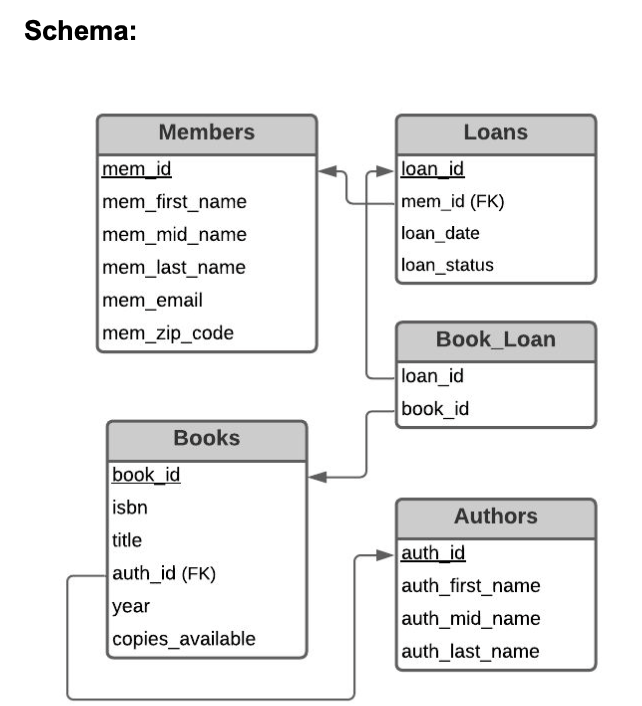 Schema:
Members
mem_id
mem_first_name
mem_mid_name
mem_last_name
mem_email
mem_zip_code
Loans
loan_id
mem_id (FK)
loan_date
loan_status
Book_Loan
loan_id
book_id
Books
book_id
isbn
title
auth_id (FK)
year
copies_available
Authors
auth_id
auth_first_name
auth_mid_name
auth_last_name